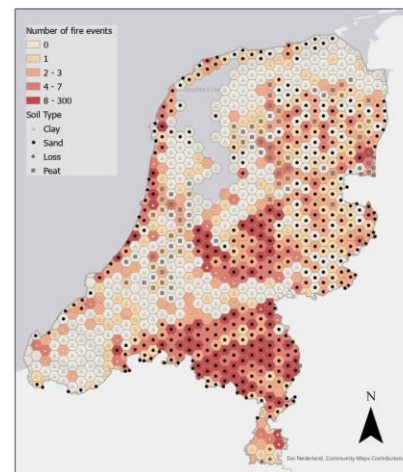 Number of fire events
0
1
2 - 3
4 - 7
8 - 300
Soil Type
Clay
Sand
Loss
Peat
N
Esri Nederland, Community Maps Contributors